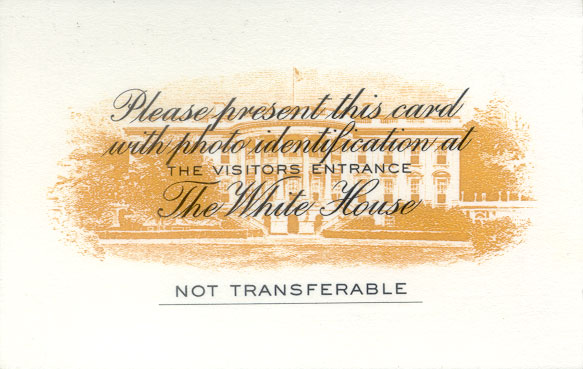 Please present this card
with photo identification at
THE VISITORS ENTRANCE
The White House
NOT TRANSFERABLE